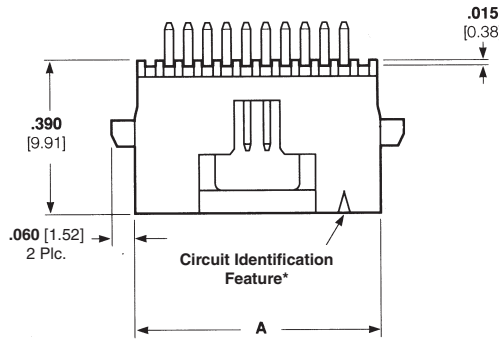 .015
[0.38
.390
[9.91]
.060 [1.52]
2 Plc.
Circuit Identification
Feature*
A